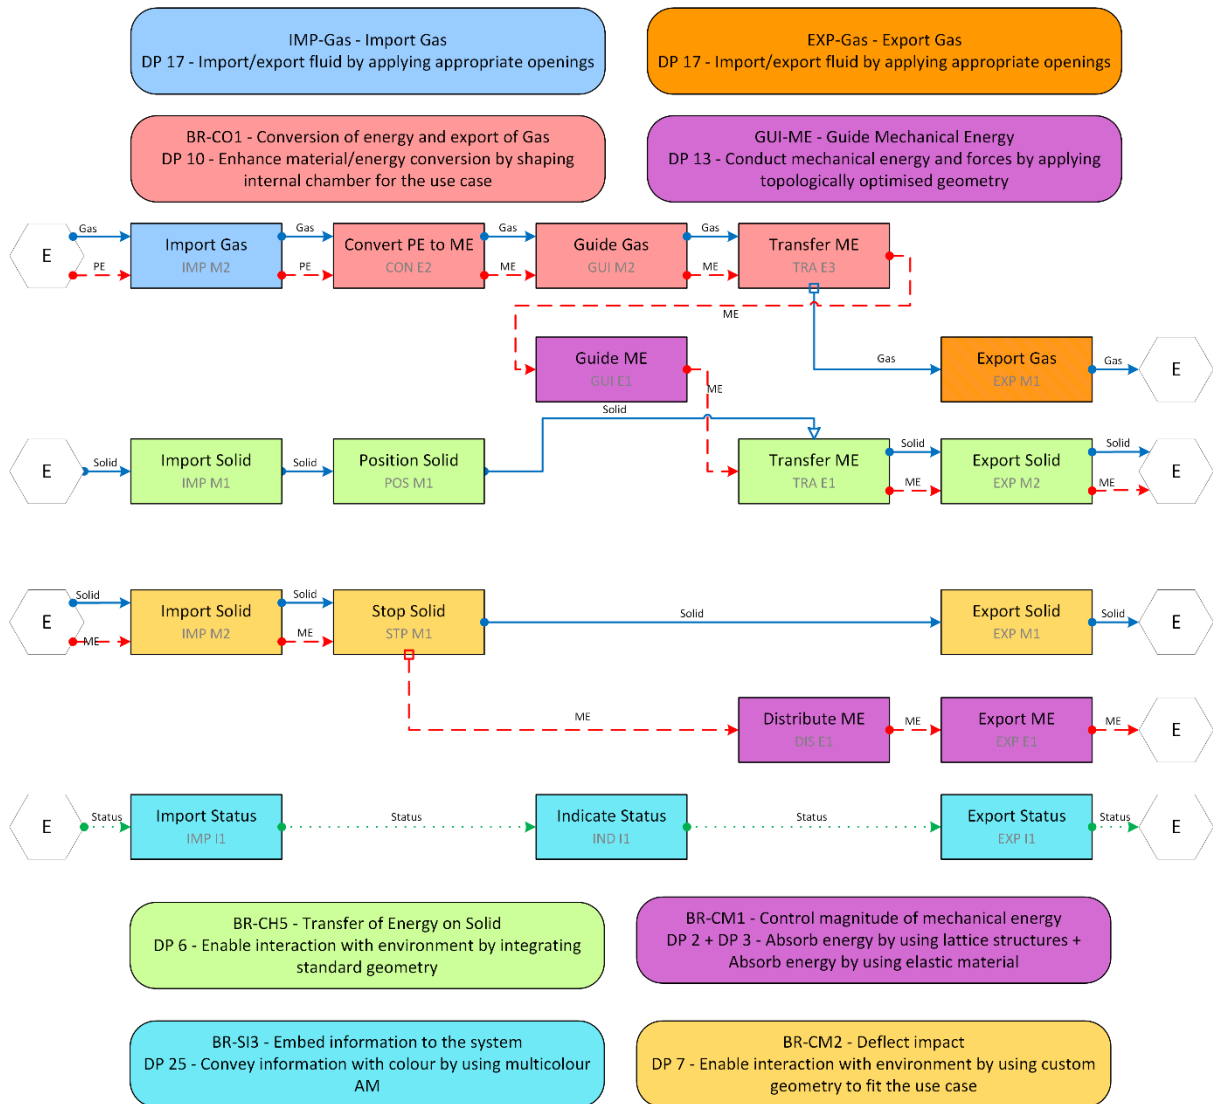 IMP-Gas - Import Gas
DP 17 - Import/export fluid by applying appropriate openings
EXP-Gas - Export Gas
DP 17 - Import/export fluid by applying appropriate openings
BR-CO1 - Conversion of energy and export of Gas
DP 10 - Enhance material/energy conversion by shaping
internal chamber for the use case
GUI-ME - Guide Mechanical Energy
DP 13 - Conduct mechanical energy and forces by applying
topologically optimised geometry
E
Gas
PE
Import Gas
IMP M2
Gas
PE
Convert PE to ME
CON E2
Gas
ME
Guide Gas
GUI M2
Gas
ME
Transfer ME
TRA E3
ME
Guide ME
GUI E1
ME
Gas
Export Gas
EXP M1
Gas
E
E
Solid
Import Solid
IMP M1
Solid
Position Solid
POS M1
Solid
Transfer ME
TRA E1
Solid
ME
Export Solid
EXP M2
Solid
ME
E
E
Solid
ME
Import Solid
IMP M2
Solid
ME
Stop Solid
STP M1
Solid
Export Solid
EXP M1
Solid
E
ME
Distribute ME
DIS E1
ME
Export ME
EXP E1
ME
E
E
Status
Import Status
IMP I1
Status
Indicate Status
IND I1
Status
Export Status
EXP I1
Status
E
BR-CH5 - Transfer of Energy on Solid
DP 6 - Enable interaction with environment by integrating
standard geometry
BR-CM1 - Control magnitude of mechanical energy
DP 2 + DP 3 - Absorb energy by using lattice structures +
Absorb energy by using elastic material
BR-SI3 - Embed information to the system
DP 25 - Convey information with colour by using multicolour
AM
BR-CM2 - Deflect impact
DP 7 - Enable interaction with environment by using custom
geometry to fit the use case